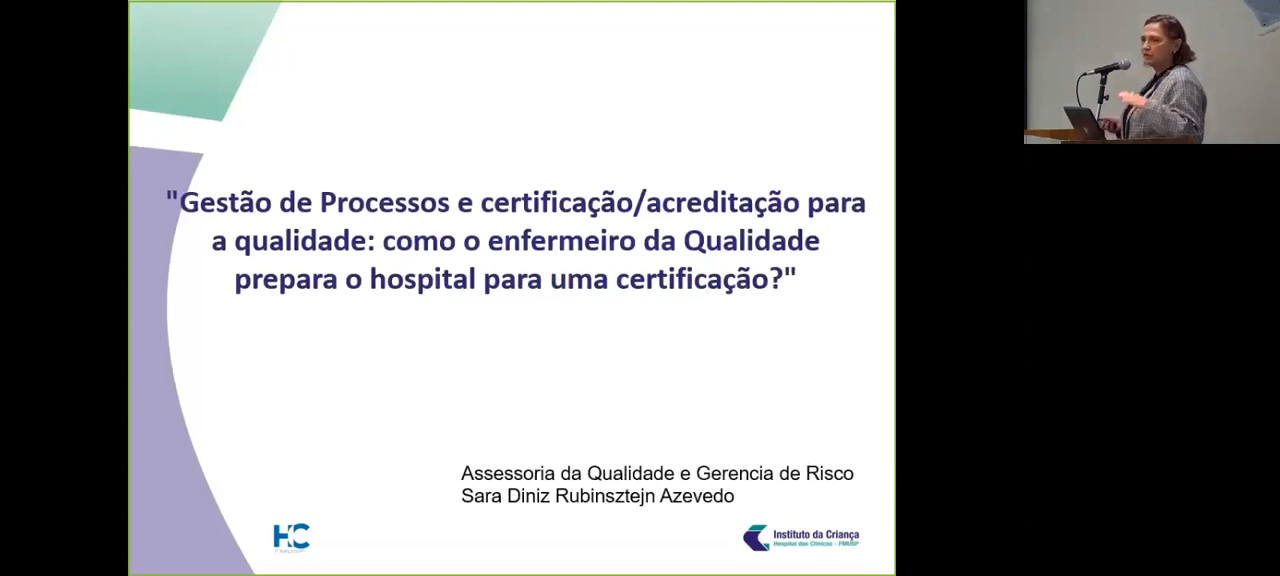 "Gestão de Processos e certificação/acreditação para
a qualidade: como o enfermeiro da Qualidade
prepara o hospital para uma certificação?"
Assessoria da Qualidade e Gerencia de Risco
Sara Diniz Rubinsztejn Azevedo
HC
FMUSP
Instituto da Criança
Hospital das Clínicas - FMUSP